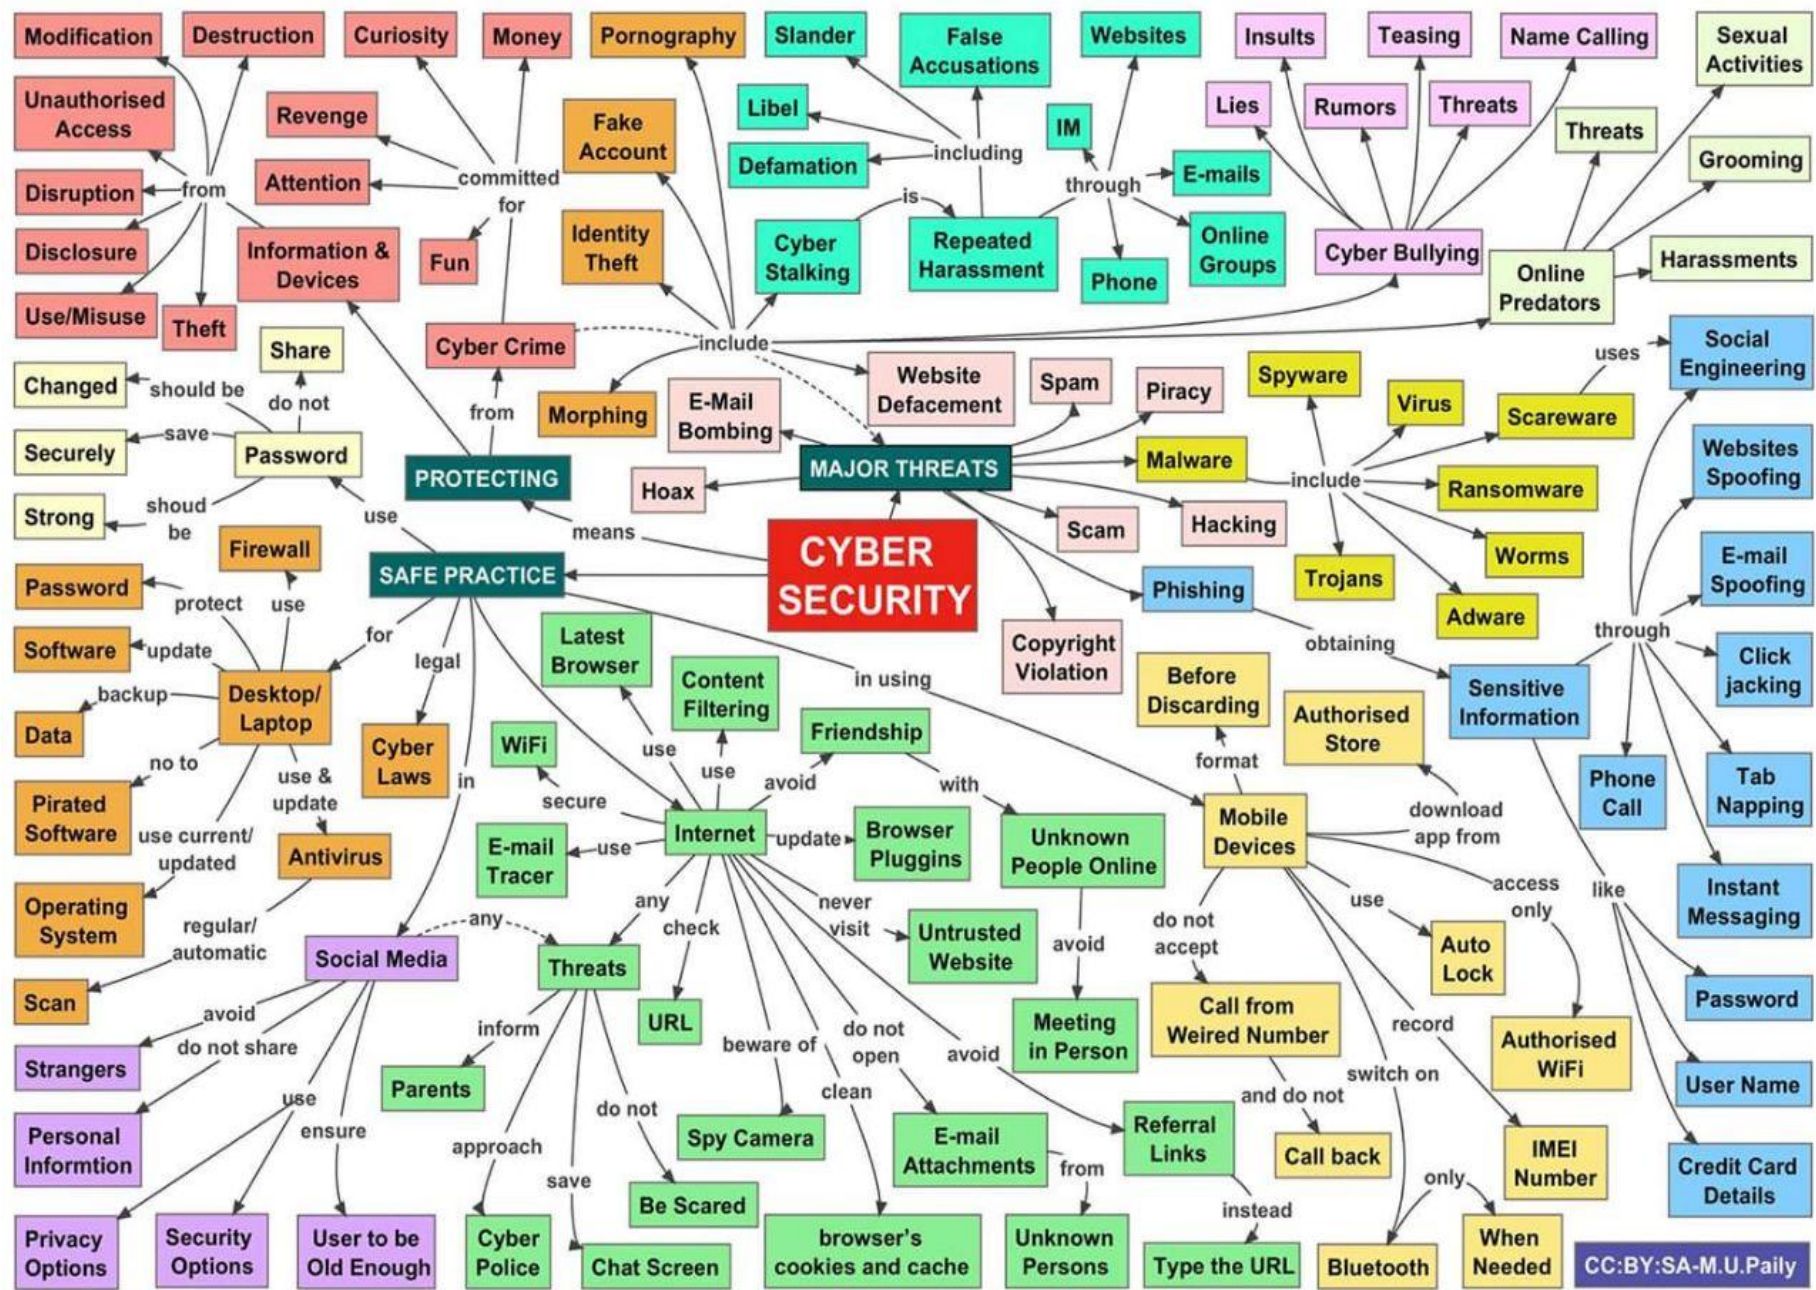 Modification
Destruction
Curiosity
Money
Pornography
Slander
False
Accusations
Websites
Insults
Teasing
Name Calling
Sexual
Activities
Unauthorised
Access
Revenge
Fake
Account
Libel
IM
Lies
Rumors
Threats
Threats
Grooming
Disruption
from
Attention
committed
for
Defamation
including
through
E-mails
is
Disclosure
Information &
Devices
Fun
Identity
Theft
Cyber
Stalking
Repeated
Harassment
Phone
Online
Groups
Cyber Bullying
Online
Predators
Harassments
Use/Misuse
Theft
Cyber Crime
include
Share
Changed
should be
do not
from
Morphing
E-Mail
Bombing
Website
Defacement
Spam
Piracy
Spyware
Virus
Scareware
uses
Social
Engineering
Securely
save
Password
PROTECTING
Hoax
MAJOR THREATS
Malware
include
Ransomware
Websites
Spoofing
Strong
shoud
be
use
means
Scam
Hacking
Worms
Trojans
Adware
Firewall
SAFE PRACTICE
CYBER
SECURITY
Phishing
E-mail
Spoofing
Password
protect
use
Software
update
for
legal
Latest
Browser
Content
Filtering
in using
Copyright
Violation
obtaining
through
Click
jacking
backup
Desktop/
Laptop
Data
Cyber
Laws
WiFi
use
use
Friendship
Before
Discarding
Authorised
Store
Sensitive
Information
no to
use &
update
in
secure
avoid
with
format
Phone
Call
Tab
Napping
Pirated
Software
use current/
updated
Antivirus
E-mail
Tracer
use
Internet
update
Browser
Pluggins
Unknown
People Online
Mobile
Devices
download
app from
Operating
System
regular/
automatic
any
any
check
never
visit
Untrusted
Website
avoid
do not
accept
use
access
only
like
Instant
Messaging
Social Media
Threats
Auto
Lock
Scan
avoid
inform
URL
beware of
do not
open
avoid
Meeting
in Person
Call from
Weired Number
record
Authorised
WiFi
Password
Strangers
do not share
Parents
clean
switch on
User Name
use
ensure
do not
and do not
Personal
Informtion
approach
Spy Camera
E-mail
Attachments
from
Referral
Links
Call back
IMEI
Number
Credit Card
Details
save
Be Scared
instead
only
Privacy
Options
Security
Options
User to be
Old Enough
Cyber
Police
Chat Screen
browser's
cookies and cache
Unknown
Persons
Type the URL
Bluetooth
When
Needed
CC:BY:SA-M.U.Paily